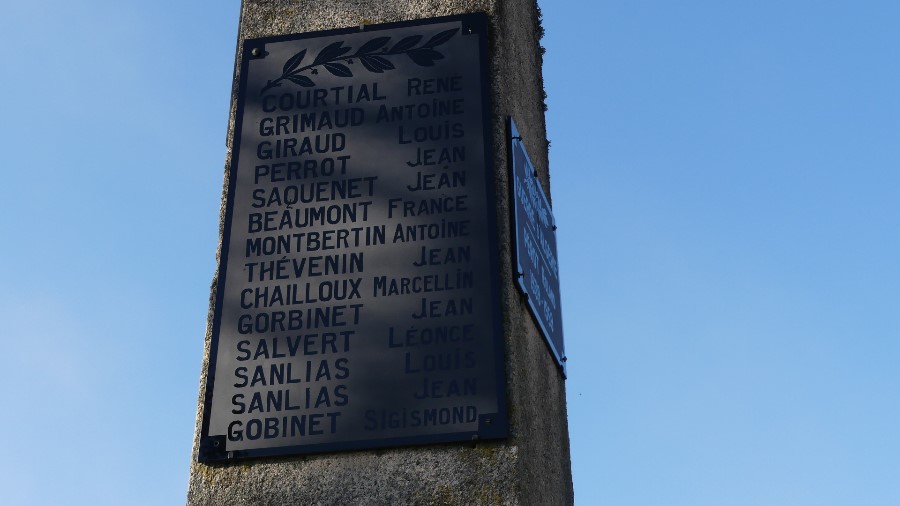 COURTIAL RENÉ
GRIMAUD ANTOINE
GIRAUD LOUIS
PERROT JEAN
SAQUENET JEAN
BEAUMONT FRANCE
MONTBERTIN ANTOINE
THÉVENIN JEAN
CHAILLOUX MARCELLIN
GORBINET JEAN
SALVERT LÉONCE
SANLIAS LOUIS
SANLIAS JEAN
GOBINET SIGISMOND